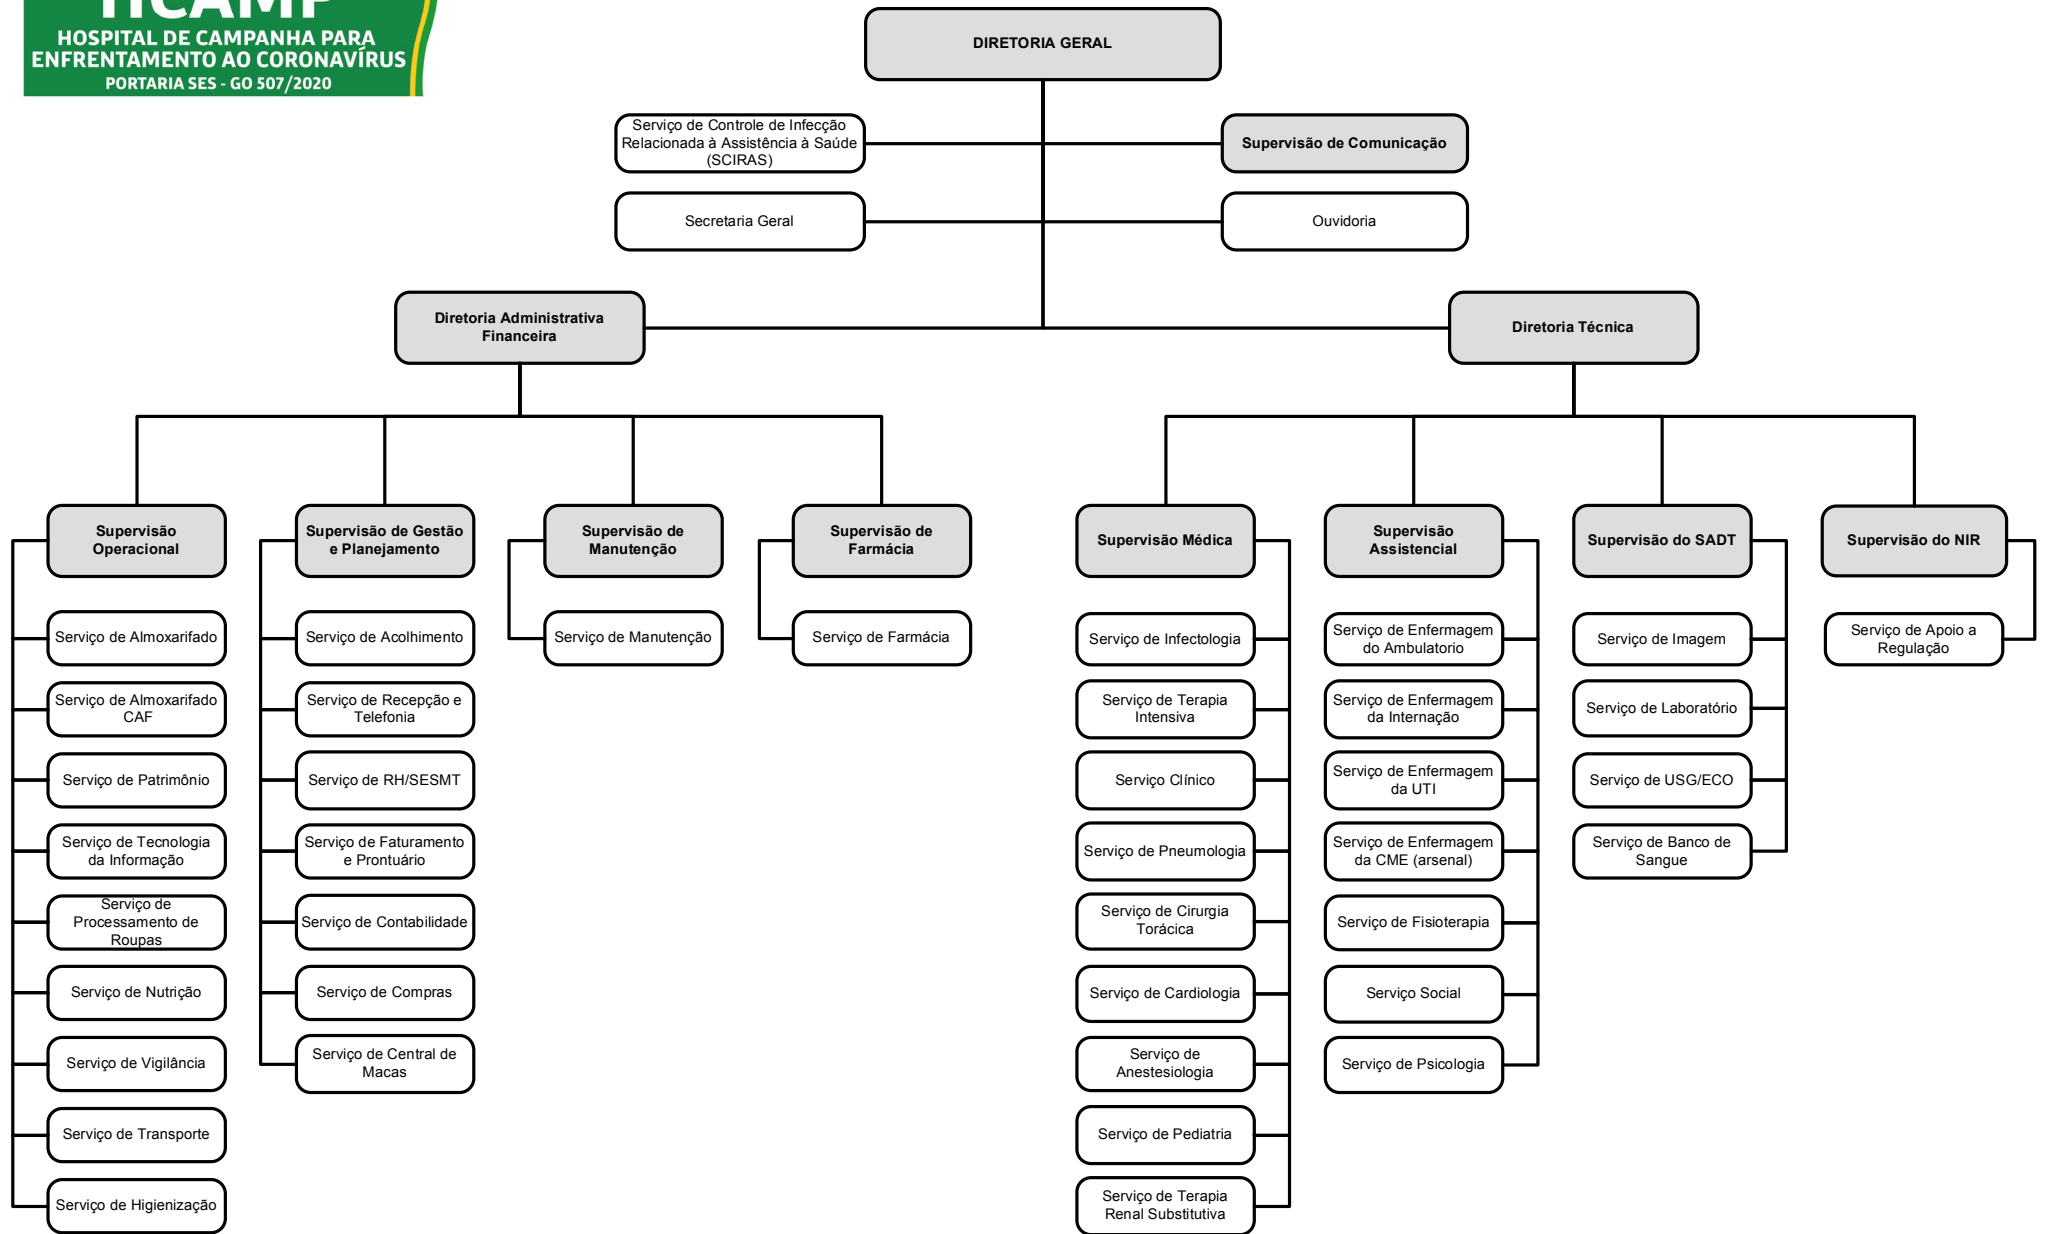 HCAMP
HOSPITAL DE CAMPANHA PARA
ENFRENTAMENTO AO CORONAVÍRUS
PORTARIA SES - GO 507/2020
DIRETORIA GERAL
Serviço de Controle de Infecção
Relacionada à Assistência à Saúde
(SCIRAS)
Supervisão de Comunicação
Secretaria Geral
Ouvidoria
Diretoria Administrativa
Financeira
Diretoria Técnica
Supervisão
Operacional
Serviço de Almoxarifado
Serviço de Almoxarifado
CAF
Serviço de Patrimônio
Serviço de Tecnologia
da Informação
Serviço de
Processamento de
Roupas
Serviço de Nutrição
Serviço de Vigilância
Serviço de Transporte
Serviço de Higienização
Supervisão de Gestão
e Planejamento
Serviço de Acolhimento
Serviço de Recepção e
Telefonia
Serviço de RH/SESMT
Serviço de Faturamento
e Prontuário
Serviço de Contabilidade
Serviço de Compras
Serviço de Central de
Macas
Supervisão de
Manutenção
Serviço de Manutenção
Supervisão de
Farmácia
Serviço de Farmácia
Supervisão Médica
Serviço de Infectologia
Serviço de Terapia
Intensiva
Serviço Clínico
Serviço de Pneumologia
Serviço de Cirurgia
Torácica
Serviço de Cardiologia
Serviço de
Anestesiologia
Serviço de Pediatria
Serviço de Terapia
Renal Substitutiva
Supervisão
Assistencial
Serviço de Enfermagem
do Ambulatorio
Serviço de Enfermagem
da Internação
Serviço de Enfermagem
da UTI
Serviço de Enfermagem
da CME (arsenal)
Serviço de Fisioterapia
Serviço Social
Serviço de Psicologia
Supervisão do SADT
Serviço de Imagem
Serviço de Laboratório
Serviço de USG/ECO
Serviço de Banco de
Sangue
Supervisão do NIR
Serviço de Apoio a
Regulação